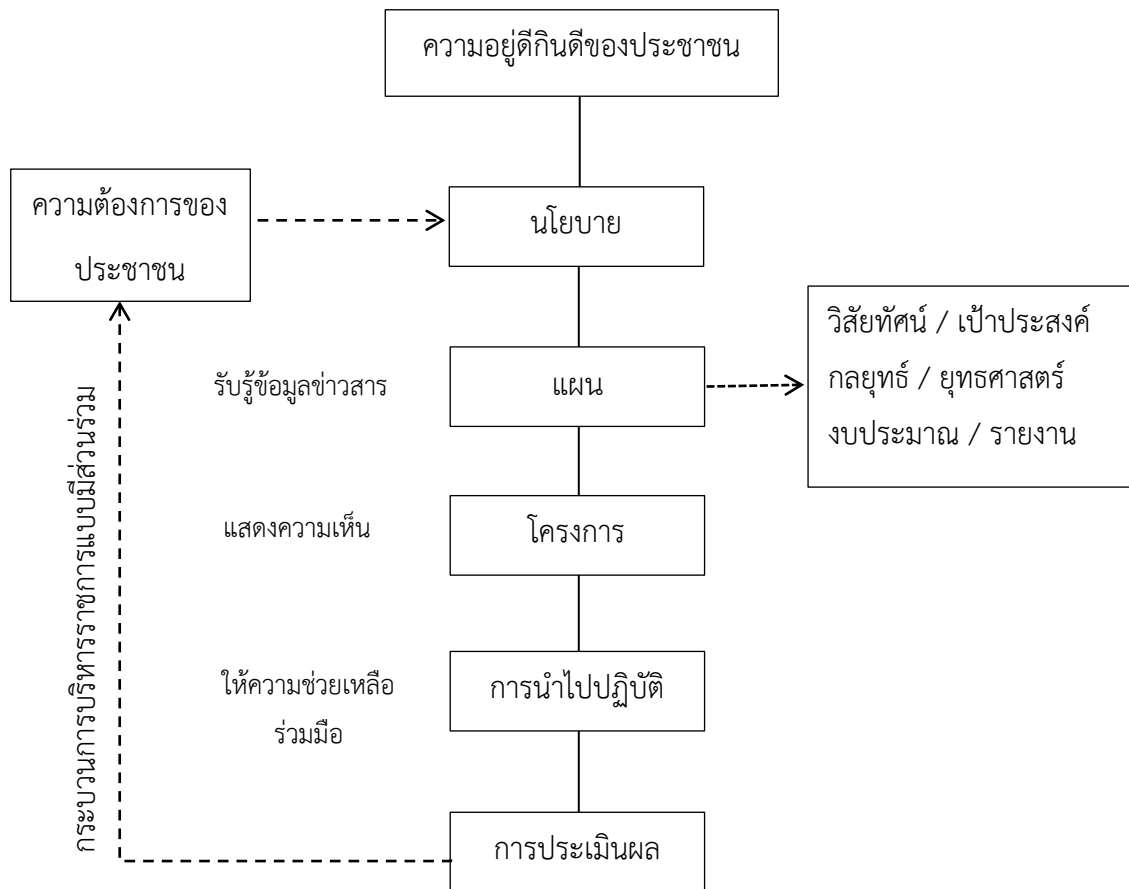 ความอยู่ดีกินดีของประชาชน
ความต้องการของ
ประชาชน
นโยบาย
วิสัยทัศน์ / เป้าประสงค์
กลยุทธ์ / ยุทธศาสตร์
งบประมาณ / รายงาน
รับรู้ข้อมูลข่าวสาร
แผน
แสดงความเห็น
โครงการ
ให้ความช่วยเหลือ
ร่วมมือ
การนำไปปฏิบัติ
การประเมินผล
กระบวนการบริหารราชการแบบมีส่วนร่วม